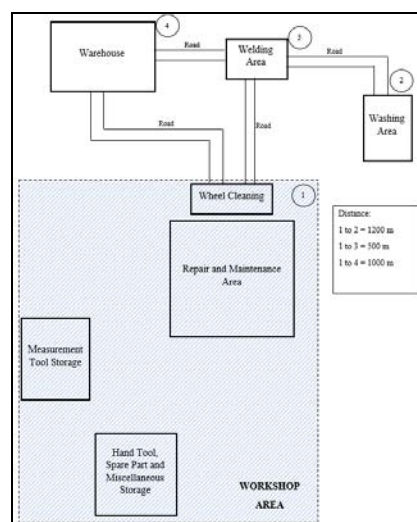 4
Warehouse
Road
Welding
Area
3
Road
2
Washing
Area
Road
Road
Wheel Cleaning
1
Distance:
1 to 2 = 1200 m
1 to 3 = 500 m
1 to 4 = 1000 m
Repair and Maintenance
Area
Measurement
Tool Storage
Hand Tool,
Spare Part and
Miscellaneous
Storage
WORKSHOP
AREA